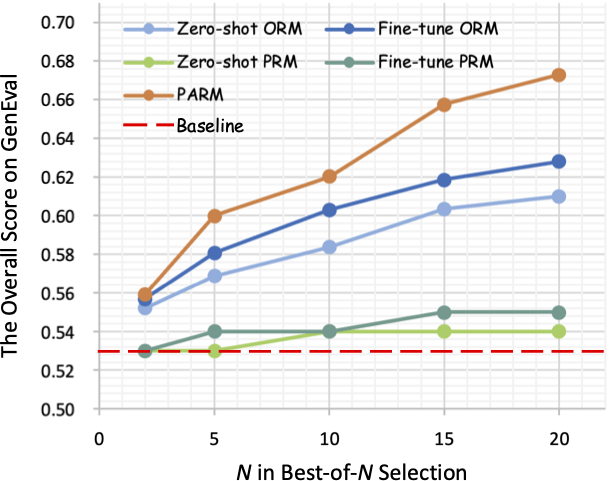 The Overall Score on GenEval
0.70
0.68
0.66
0.64
0.62
0.60
0.58
0.56
0.54
0.52
0.50
Zero-shot ORM
Fine-tune ORM
Zero-shot PRM
Fine-tune PRM
PARM
Baseline
0
5
10
15
20
N in Best-of-N Selection